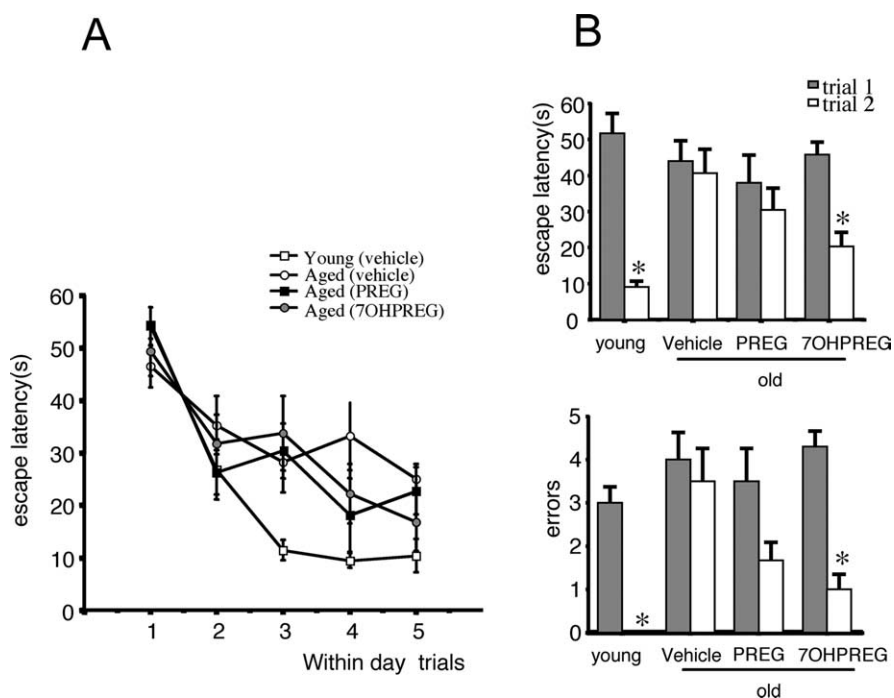 A
Young (vehicle)
Aged (vehicle)
Aged (PREG)
Aged (7OHPREG)
escape latency(s)
60
50
40
30
20
10
0
1 2 3 4 5
Within day trials
B
trial 1
trial 2
escape latency(s)
60
50
40
30
20
10
0
* *
young Vehicle PREG 7OHPREG
old
errors
5
4
3
2
1
0
* *
young Vehicle PREG 7OHPREG
old